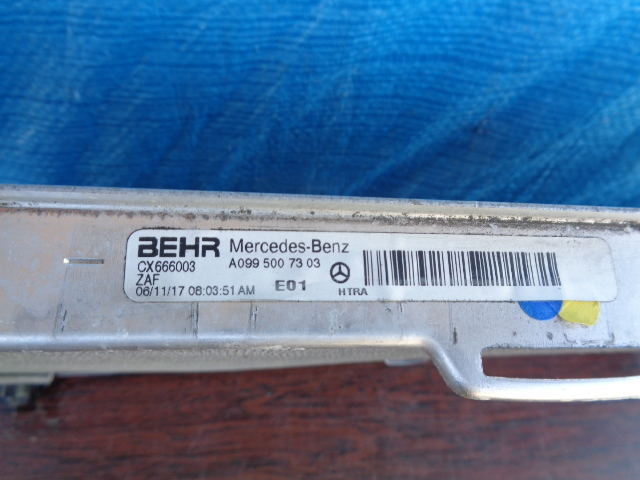 BEHR Mercedes-Benz
CX666003 A099 500 73 03
ZAF
06/11/17 08:03:51 AM E01 HTRA